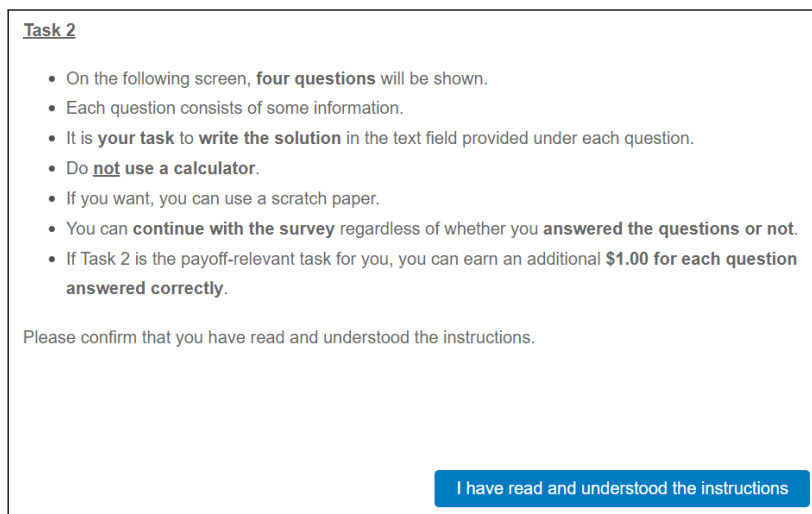 Task 2
• On the following screen, four questions will be shown.
• Each question consists of some information.
• It is your task to write the solution in the text field provided under each question.
• Do not use a calculator.
• If you want, you can use a scratch paper.
• You can continue with the survey regardless of whether you answered the questions or not.
• If Task 2 is the payoff-relevant task for you, you can earn an additional $1.00 for each question
answered correctly.
Please confirm that you have read and understood the instructions.
I have read and understood the instructions